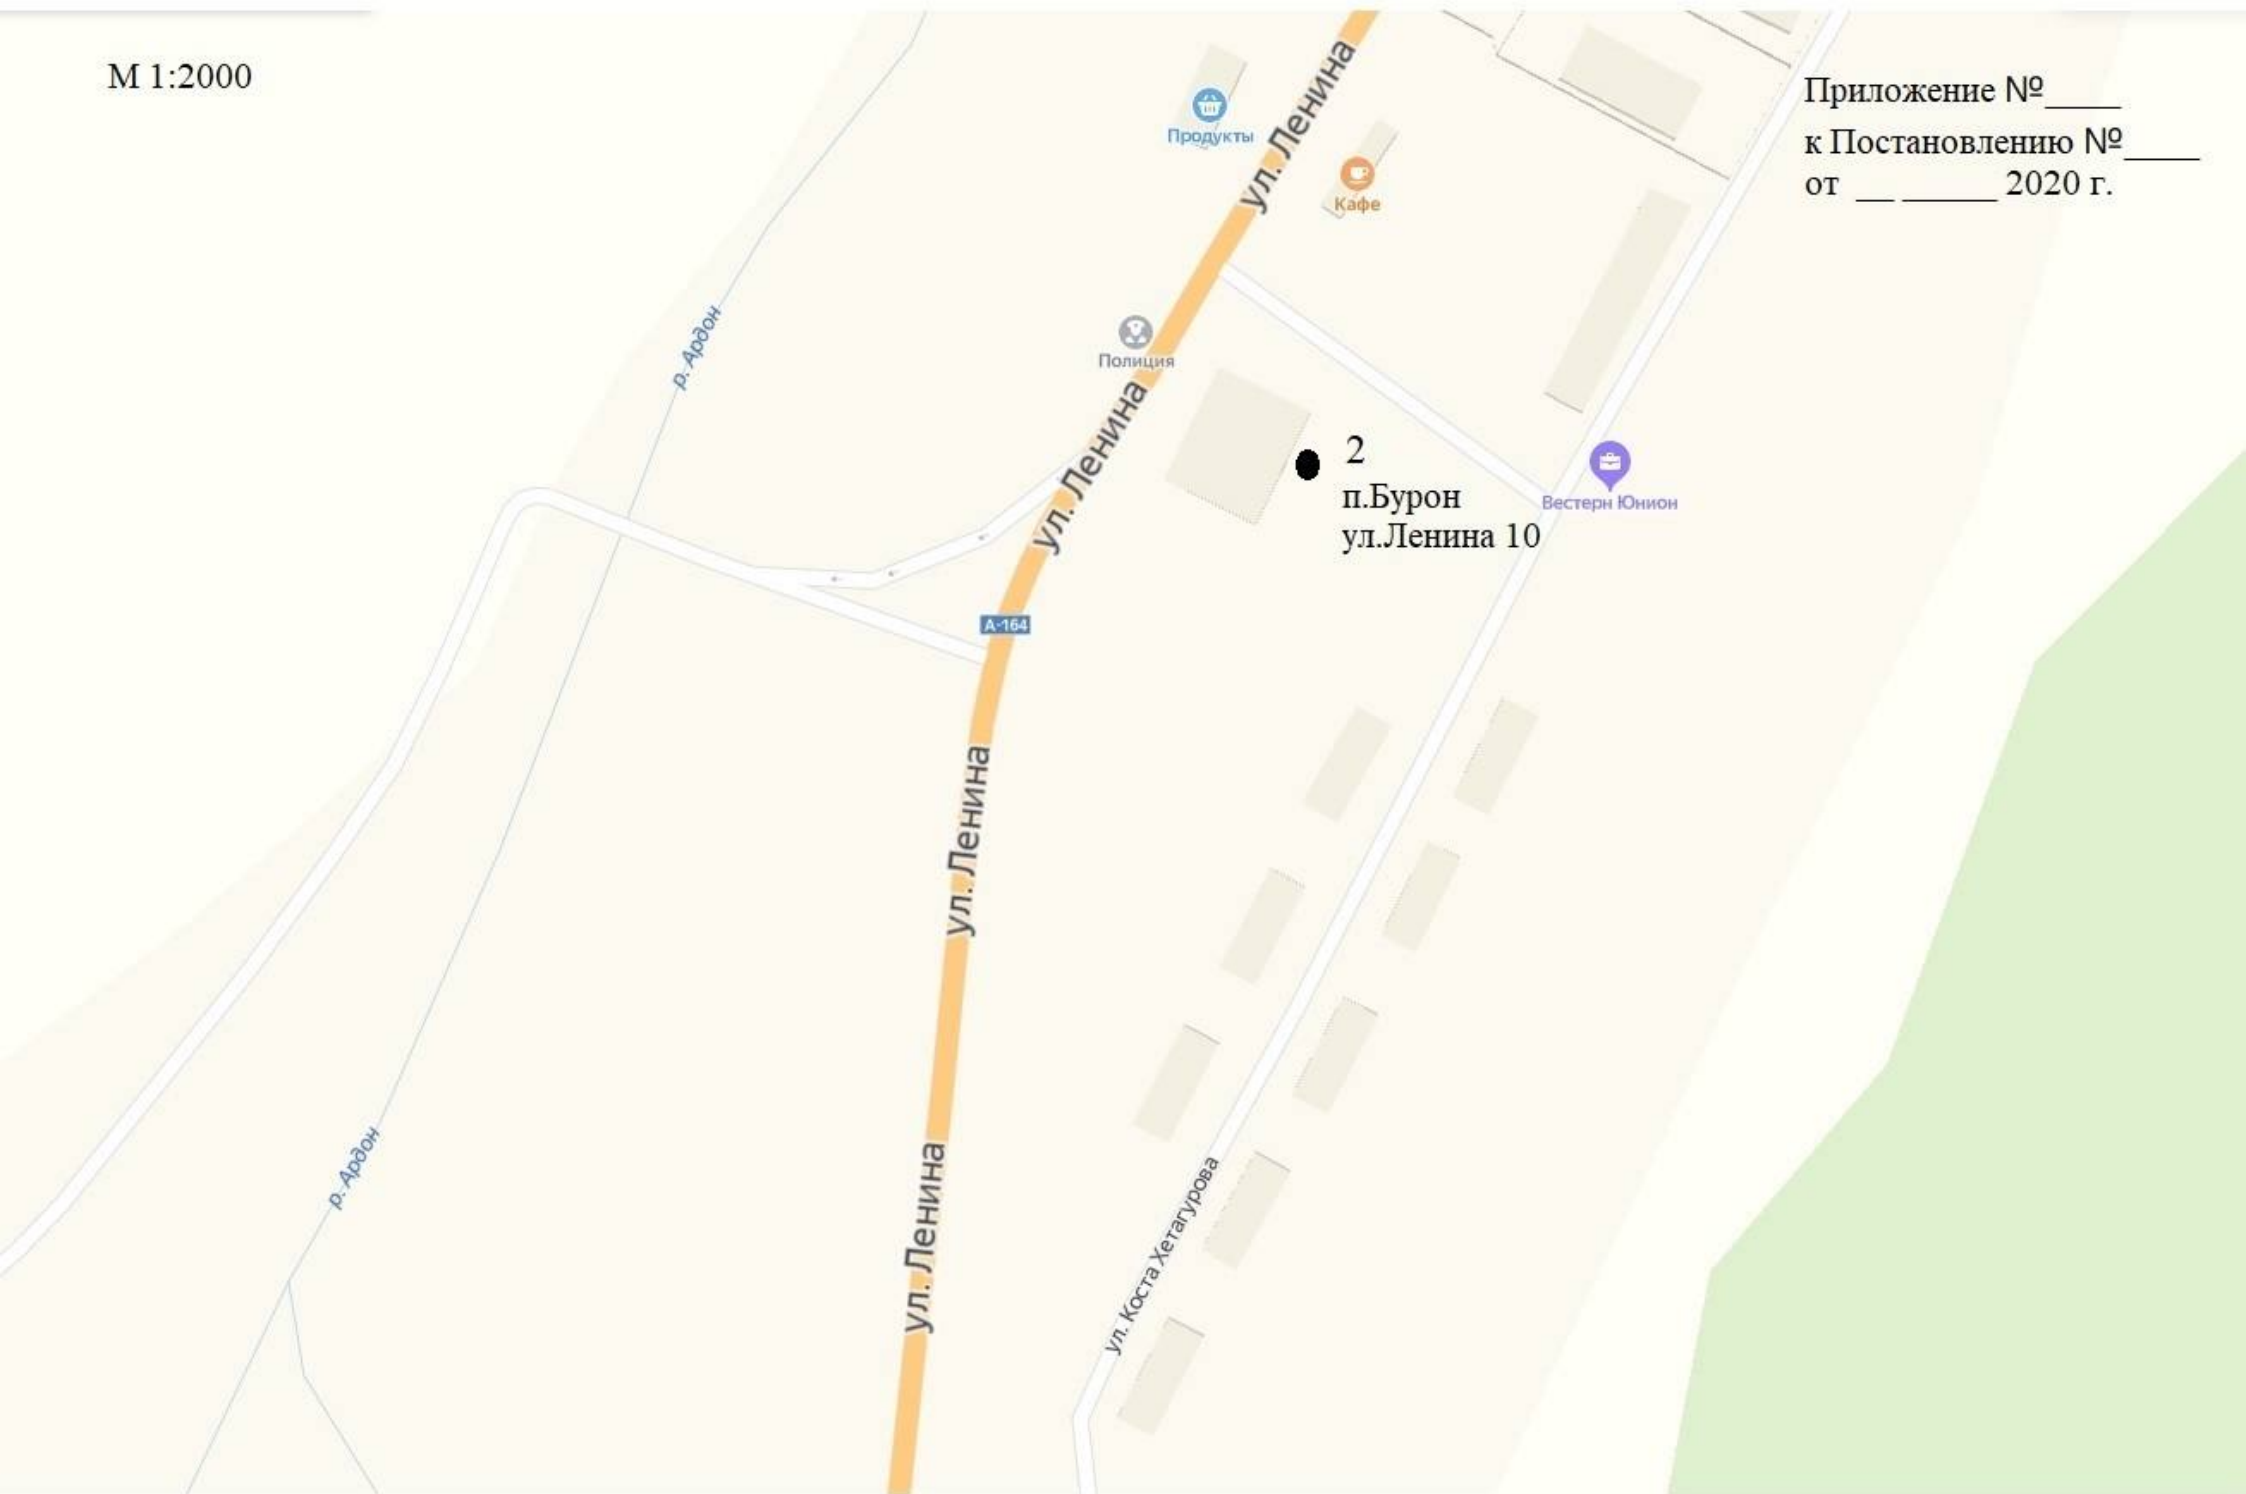 М 1:2000
Приложение №____
к Постановлению №____
от __ _____ 2020 г.
ул. Ленина
Продукты
Кафе
р. Ардон
Полиция
ул. Ленина
2
п.Бурон
ул.Ленина 10
Вестерн Юнион
А-164
ул. Ленина
р. Ардон
ул. Ленина
ул. Коста Хетагурова